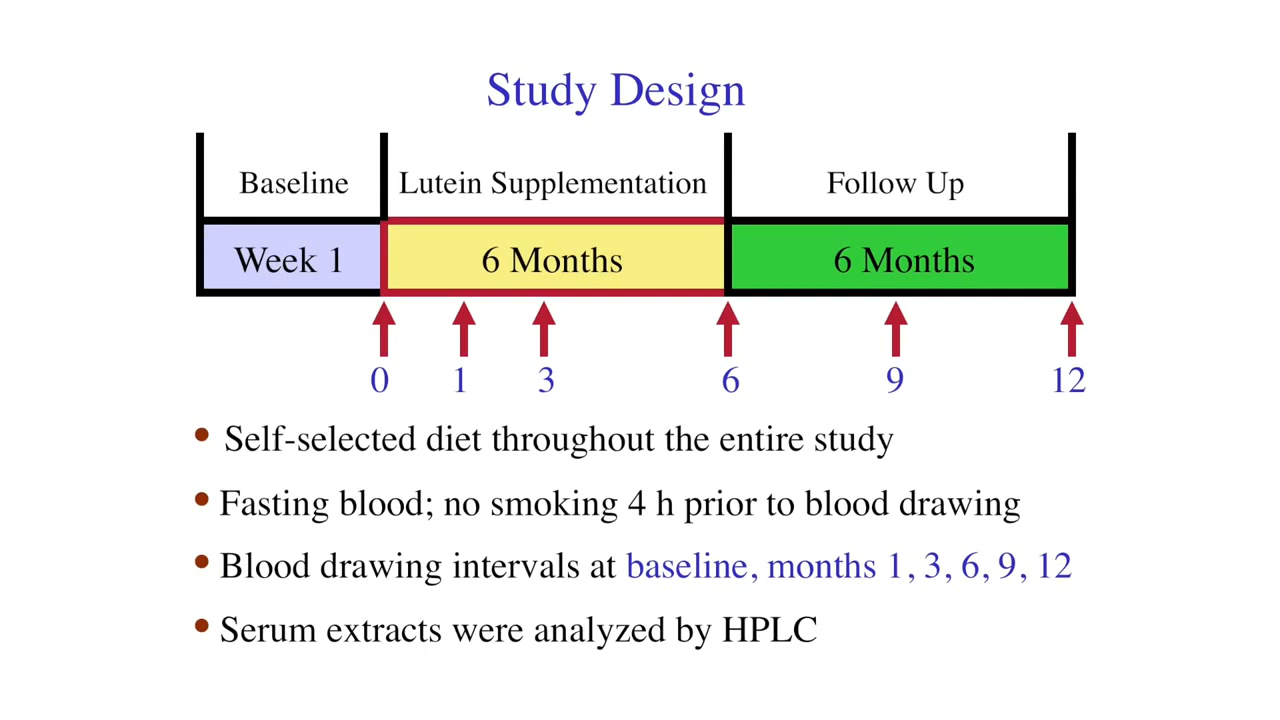 Study Design
Baseline Lutein Supplementation Follow Up
Week 1 6 Months 6 Months
0 1 3 6 9 12
• Self-selected diet throughout the entire study
• Fasting blood; no smoking 4 h prior to blood drawing
• Blood drawing intervals at baseline, months 1, 3, 6, 9, 12
• Serum extracts were analyzed by HPLC